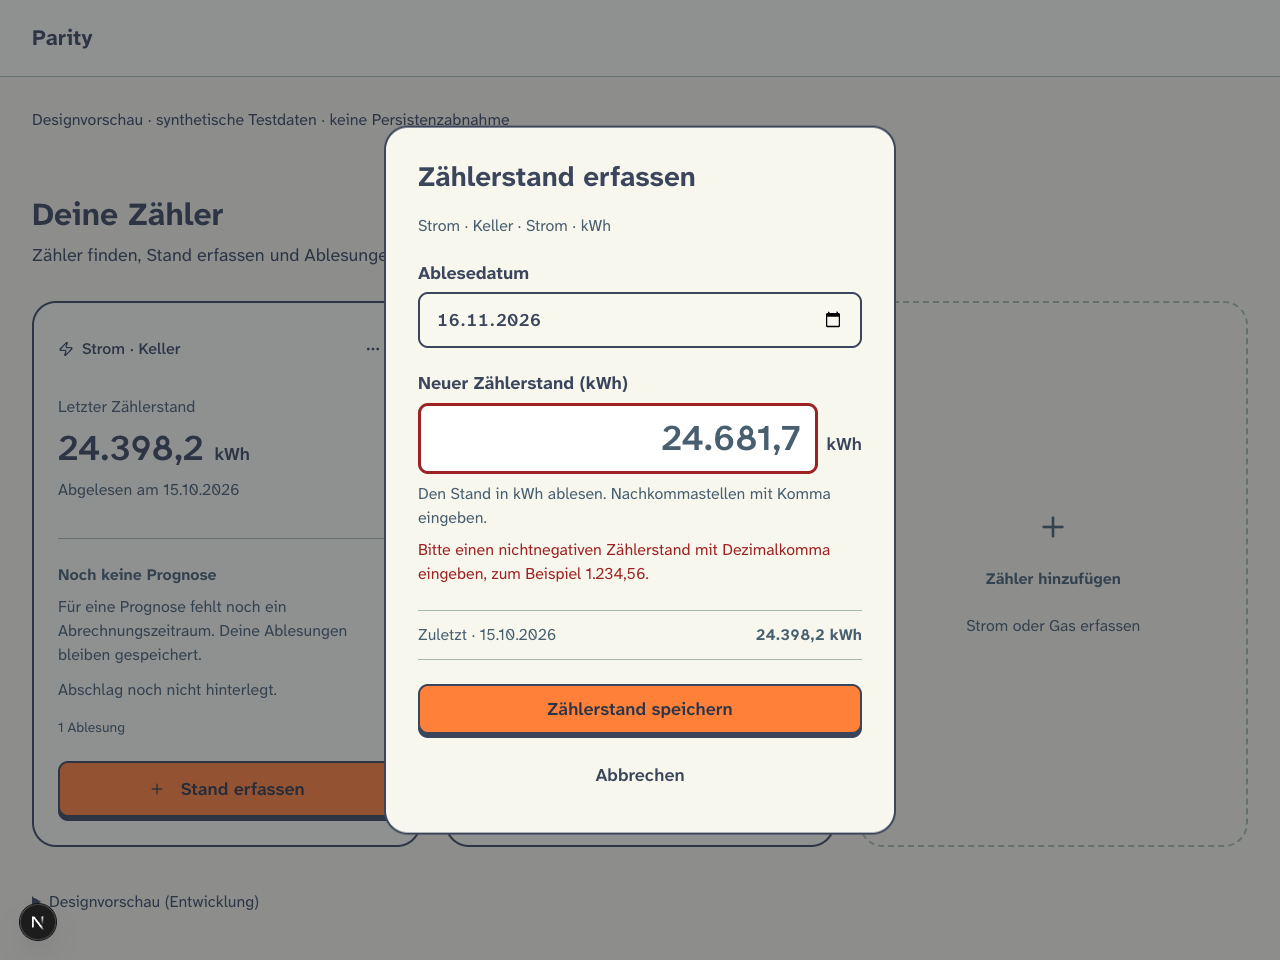 Parity
Designvorschau · synthetische Testdaten · keine Persistenzabnahme
Deine Zähler
Zähler finden, Stand erfassen und
Strom · Keller
Letzter Zählerstand
24.398,2 kWh
Abgelesen am 15.10.2026
Noch keine Prognose
Für eine Prognose fehlt noch ein
Abrechnungszeitraum. Deine Ablesungen
bleiben gespeichert.
Abschlag noch nicht hinterlegt.
1 Ablesung
+ Stand erfassen
Zählerstand erfassen
Strom · Keller · Strom · kWh
Ablesedatum
16.11.2026
Neuer Zählerstand (kWh)
24.681,7 kWh
Den Stand in kWh ablesen. Nachkommastellen mit Komma
eingeben.
Bitte einen nichtnegativen Zählerstand mit Dezimalkomma
eingeben, zum Beispiel 1.234,56.
Zuletzt · 15.10.2026 24.398,2 kWh
Zählerstand speichern
Abbrechen
+
Zähler hinzufügen
Strom oder Gas erfassen
Designvorschau (Entwicklung)
N